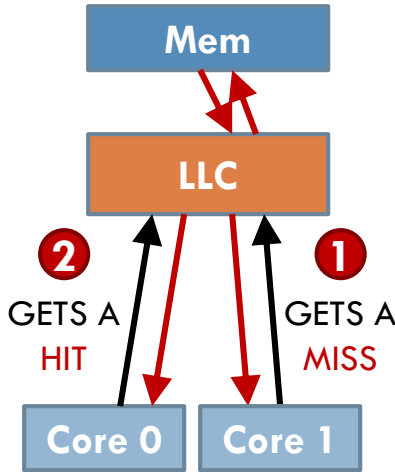 Mem
LLC
2
1
GETS A
HIT
GETS A
MISS
Core 0
Core 1